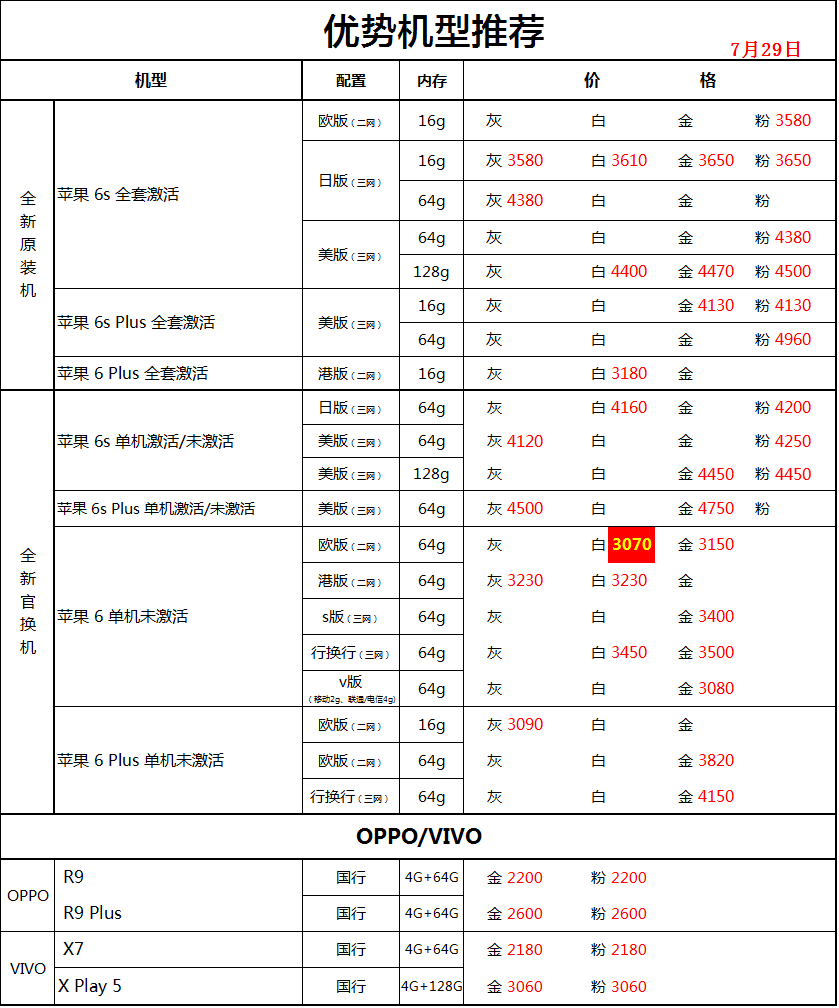 优势机型推荐
7月29日
机型 配置 内存 价 格
全新原装机
苹果 6s 全套激活
欧版（二网） 16g 灰 白 金 粉 3580
日版（三网） 16g 灰 3580 白 3610 金 3650 粉 3650
64g 灰 4380 白 金 粉
美版（三网） 64g 灰 白 金 粉 4380
128g 灰 白 4400 金 4470 粉 4500
苹果 6s Plus 全套激活
美版（三网） 16g 灰 白 金 4130 粉 4130
64g 灰 白 金 粉 4960
苹果 6 Plus 全套激活 港版（二网） 16g 灰 白 3180 金
全新官换机
苹果 6s 单机激活/未激活
日版（三网） 64g 灰 白 4160 金 粉 4200
美版（三网） 64g 灰 4120 白 金 粉 4250
美版（三网） 128g 灰 白 金 4450 粉 4450
苹果 6s Plus 单机激活/未激活 美版（三网） 64g 灰 4500 白 金 4750 粉
苹果 6 单机未激活
欧版（二网） 64g 灰 白 3070 金 3150
港版（二网） 64g 灰 3230 白 3230 金
s版（三网） 64g 灰 白 金 3400
行换行（三网） 64g 灰 白 3450 金 3500
v版
（移动2g、联通/电信4g) 64g 灰 白 金 3080
苹果 6 Plus 单机未激活
欧版（二网） 16g 灰 3090 白 金
欧版（二网） 64g 灰 白 金 3820
行换行（三网） 64g 灰 白 金 4150
OPPO/VIVO
OPPO
R9 国行 4G+64G 金 2200 粉 2200
R9 Plus 国行 4G+64G 金 2600 粉 2600
VIVO
X7 国行 4G+64G 金 2180 粉 2180
X Play 5 国行 4G+128G 金 3060 粉 3060